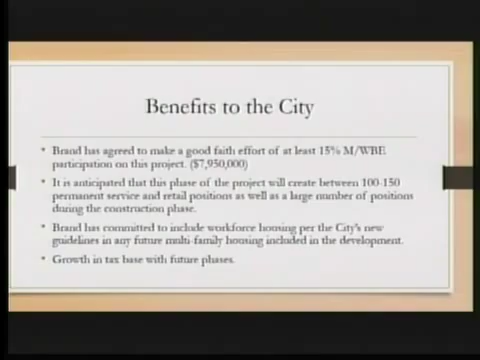 Benefits to the City
• Brand has agreed to make a good faith effort of at least 15% M/WBE
participation on this project. ($7,950,000)
• It is anticipated that this phase of the project will create between 100-150
permanent service and retail positions as well as a large number of positions
during the construction phase.
• Brand has committed to include workforce housing per the City's new
guidelines in any future multi-family housing included in the development.
• Growth in tax base with future phases.